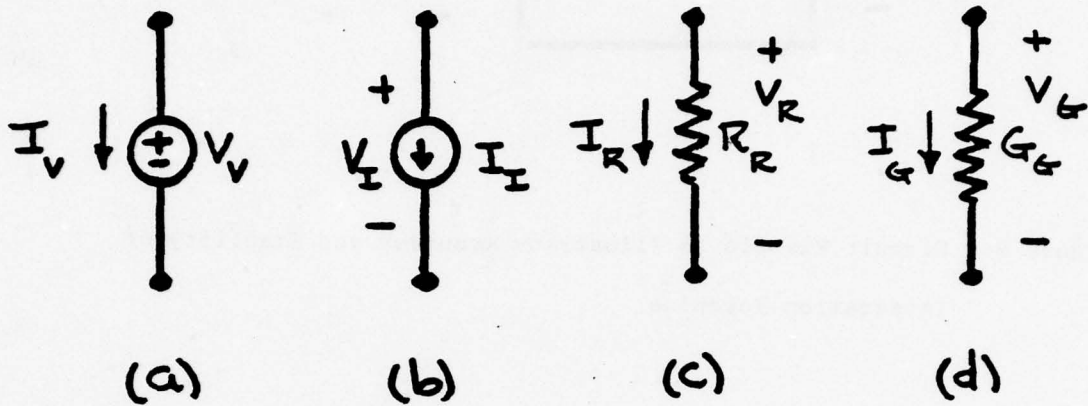 −
+ + +
I_V V_V V_I I_I I_R V_R R_R I_G V_G G_G
+ −
− − −
(a) (b) (c) (d)